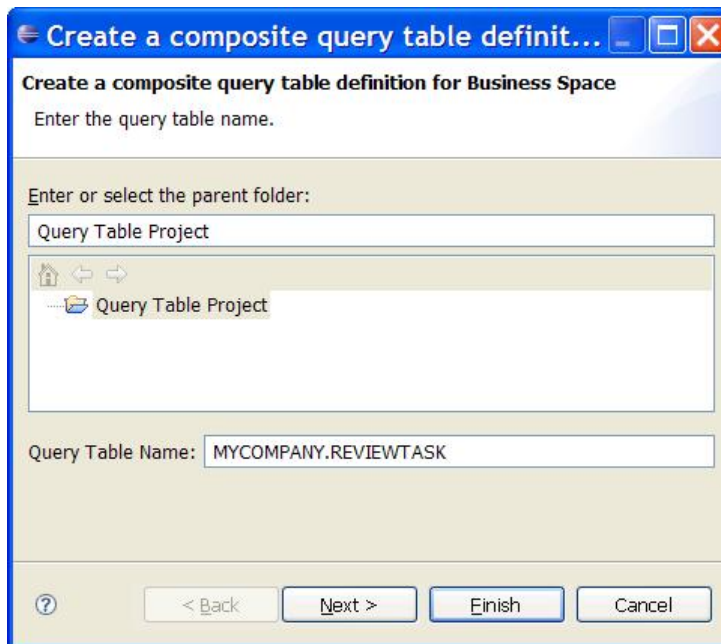 Create a composite query table definit...
Create a composite query table definition for Business Space
Enter the query table name.
Enter or select the parent folder:
Query Table Project
Query Table Project
Query Table Name: MYCOMPANY.REVIEWTASK
? < Back Next > Finish Cancel